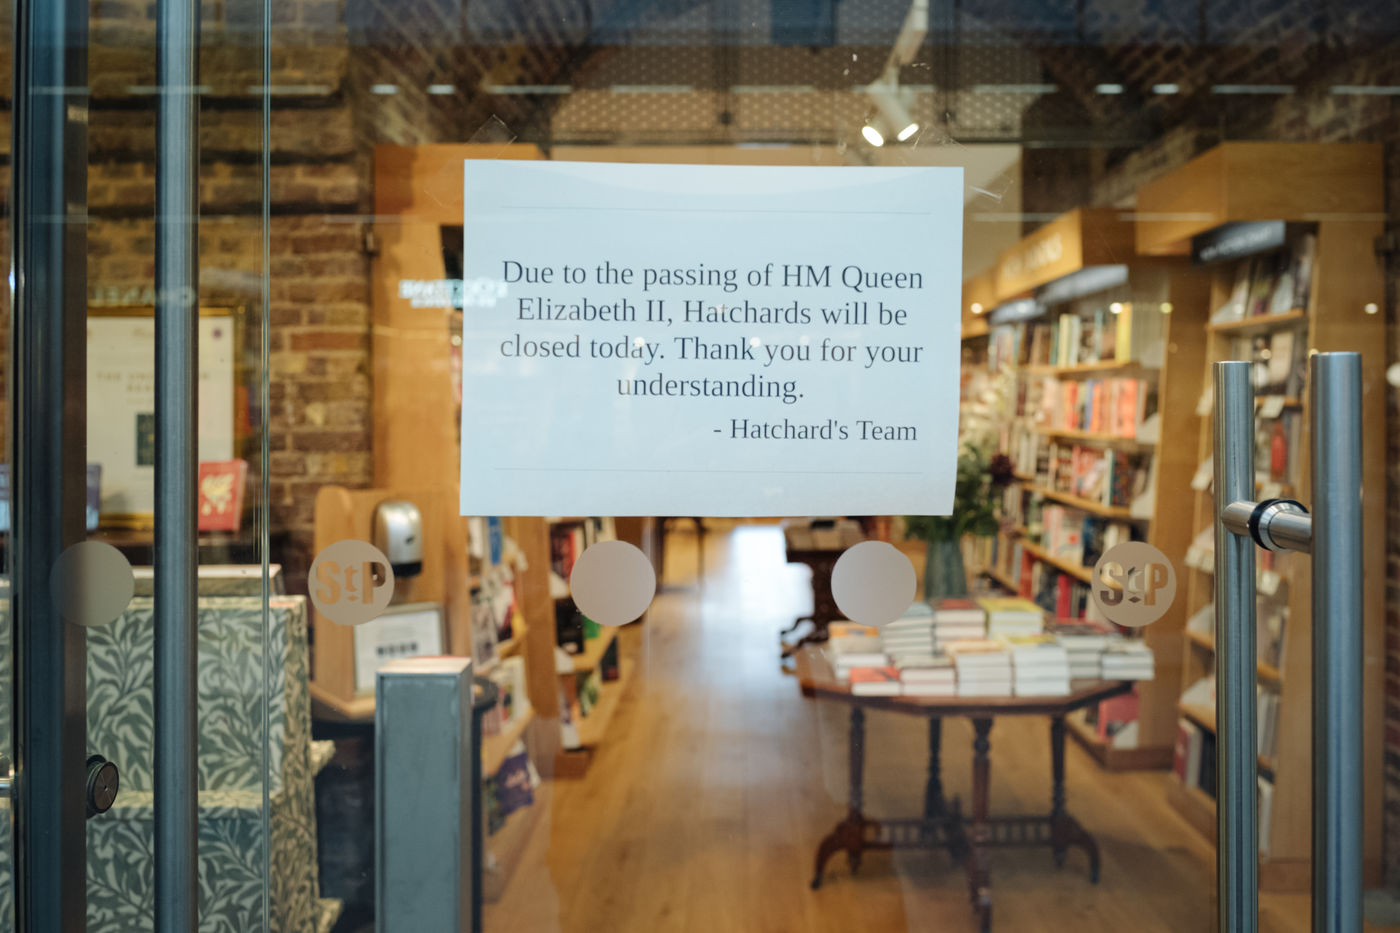 Due to the passing of HM Queen
Elizabeth II, Hatchards will be
closed today. Thank you for your
understanding.
- Hatchard's Team
StP
StP